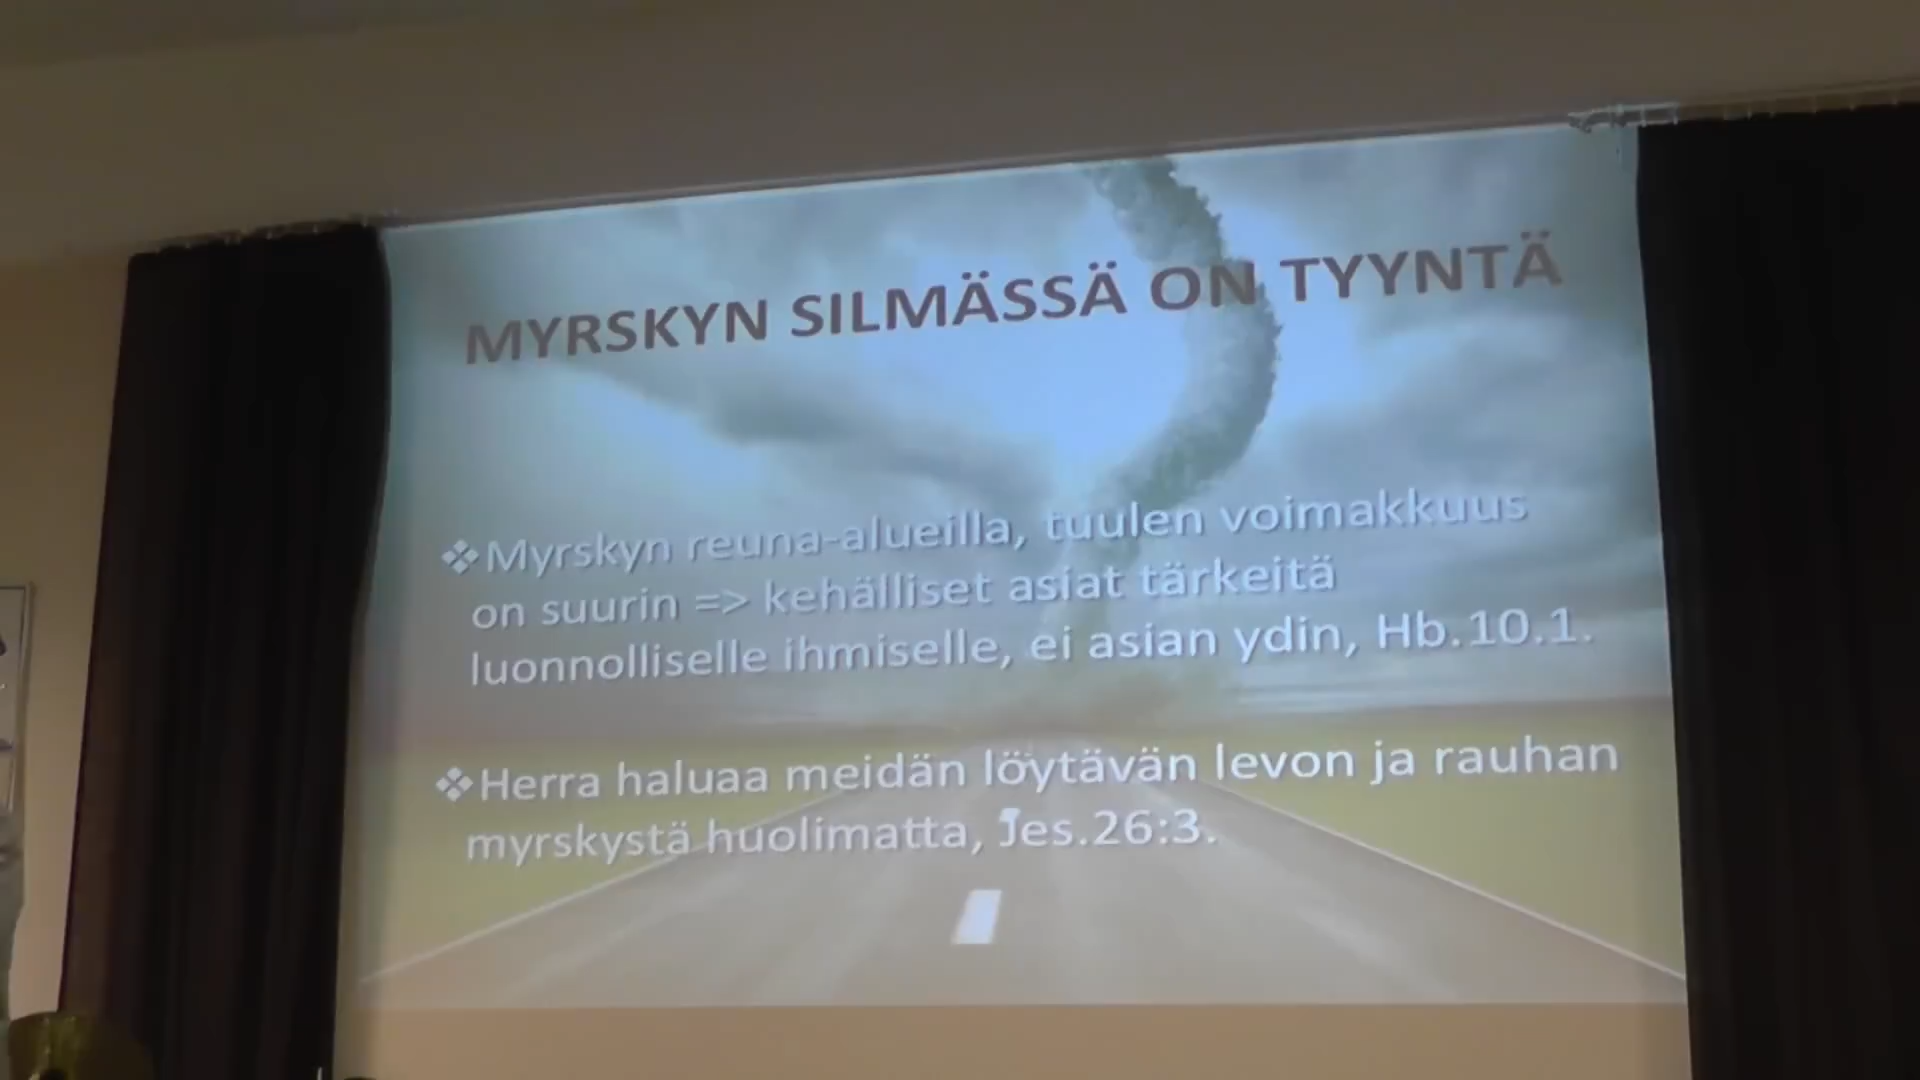 MYRSKYN SILMÄSSÄ ON TYYNTÄ
❖Myrskyn reuna-alueilla, tuulen voimakkuus
on suurin => kehälliset asiat tärkeitä
luonnolliselle ihmiselle, ei asian ydin, Hb.10.1.
❖Herra haluaa meidän löytävän levon ja rauhan
myrskystä huolimatta, Jes.26:3.